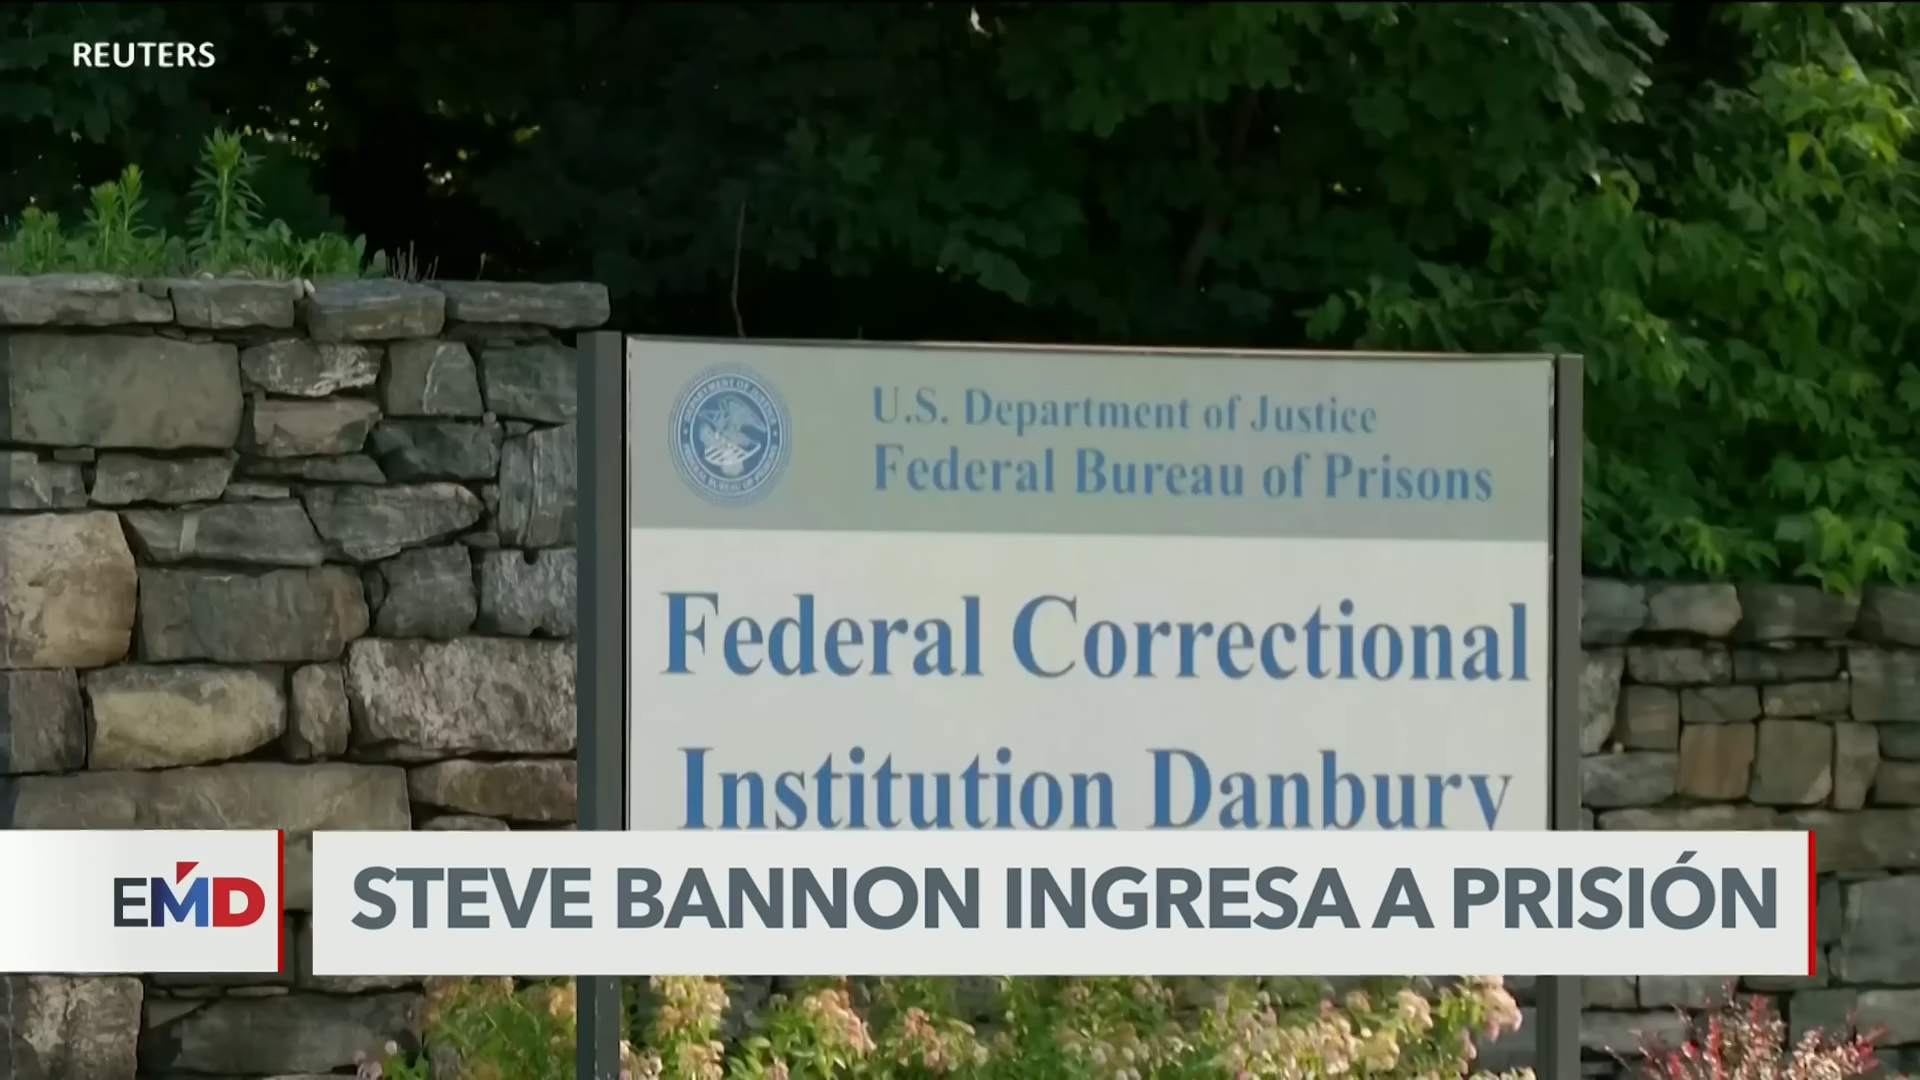 REUTERS
U.S. Department of Justice
Federal Bureau of Prisons
Federal Correctional
Institution Danbury
EMD
STEVE BANNON INGRESA A PRISIÓN